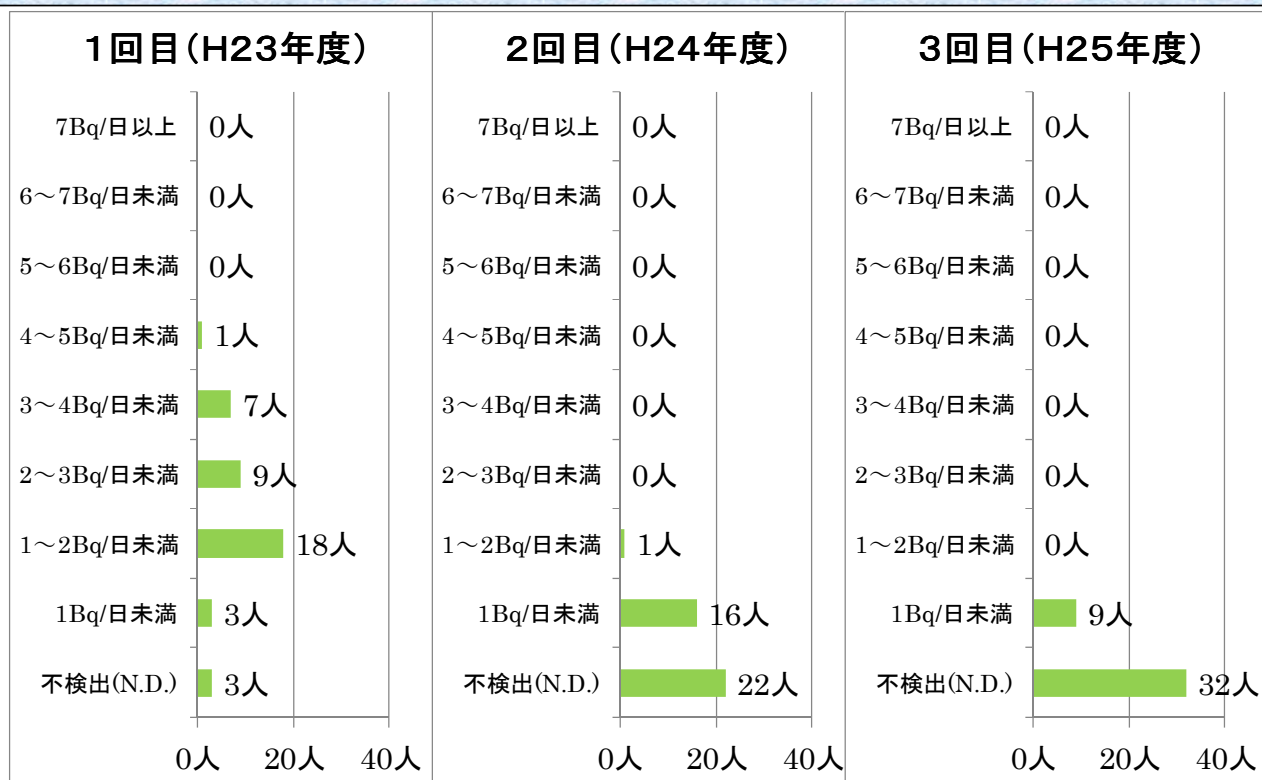 1回目(H23年度)
7Bq/日以上 0人
6～7Bq/日未満 0人
5～6Bq/日未満 0人
4～5Bq/日未満 1人
3～4Bq/日未満 7人
2～3Bq/日未満 9人
1～2Bq/日未満 18人
1Bq/日未満 3人
不検出(N.D.) 3人
0人 20人 40人
2回目(H24年度)
7Bq/日以上 0人
6～7Bq/日未満 0人
5～6Bq/日未満 0人
4～5Bq/日未満 0人
3～4Bq/日未満 0人
2～3Bq/日未満 0人
1～2Bq/日未満 1人
1Bq/日未満 16人
不検出(N.D.) 22人
0人 20人 40人
3回目(H25年度)
7Bq/日以上 0人
6～7Bq/日未満 0人
5～6Bq/日未満 0人
4～5Bq/日未満 0人
3～4Bq/日未満 0人
2～3Bq/日未満 0人
1～2Bq/日未満 0人
1Bq/日未満 9人
不検出(N.D.) 32人
0人 20人 40人